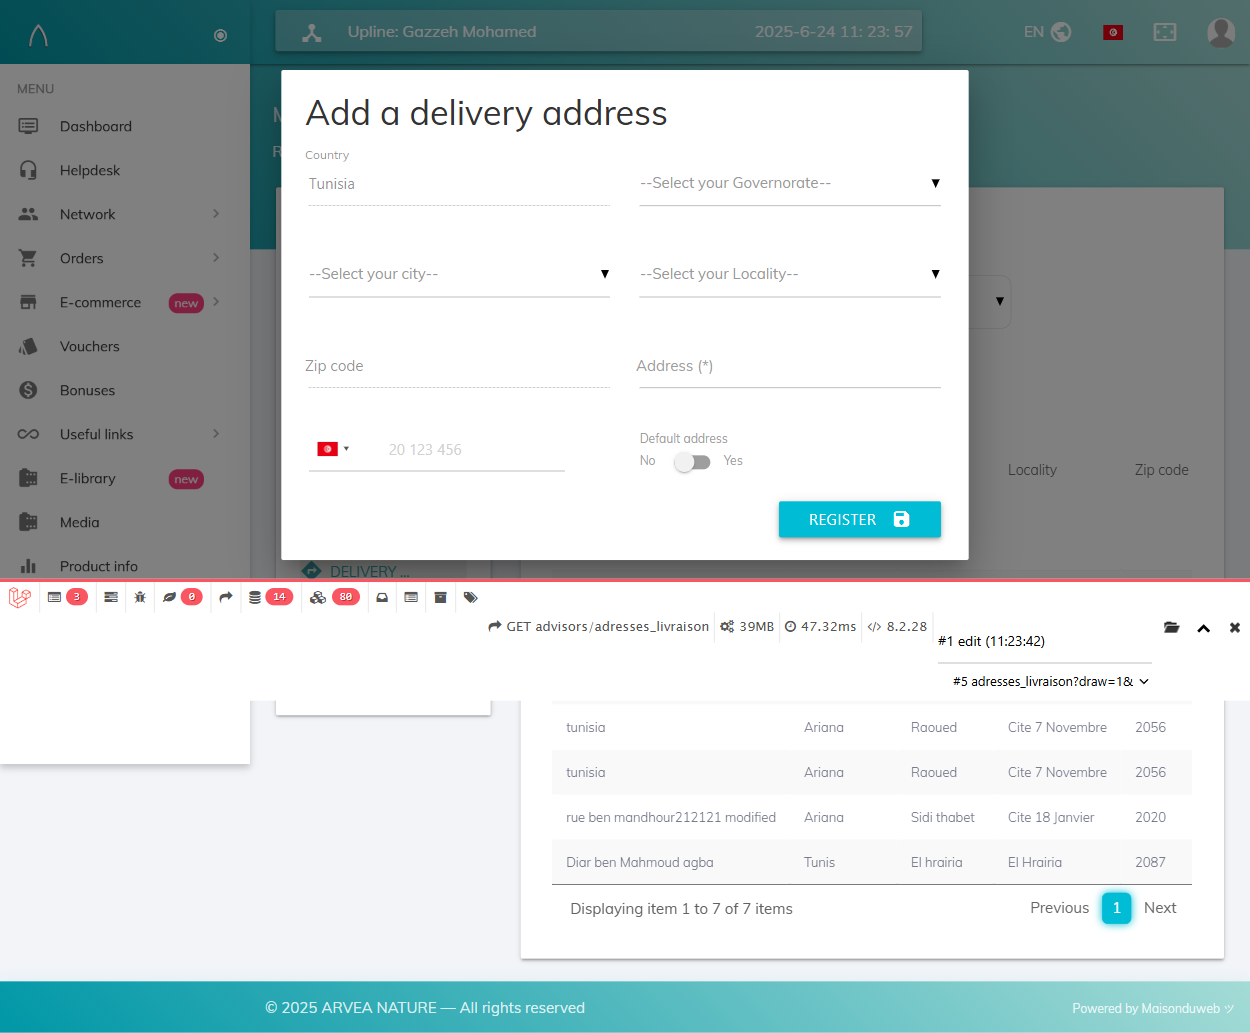 Upline: Gazzeh Mohamed
2025-6-24 11: 23: 57
EN
MENU
Dashboard
Helpdesk
Network
Orders
E-commerce new
Vouchers
Bonuses
Useful links
E-library new
Media
Product info
Add a delivery address
Country
Tunisia
--Select your Governorate--
--Select your city--
--Select your Locality--
Zip code
Address (*)
20 123 456
Default address
No Yes
REGISTER
Locality Zip code
DELIVERY ...
3 0 14 80
GET advisors/adresses_livraison 39MB 47.32ms 8.2.28
#1 edit (11:23:42)
#5 adresses_livraison?draw=1&
tunisia Ariana Raoued Cite 7 Novembre 2056
tunisia Ariana Raoued Cite 7 Novembre 2056
rue ben mandhour212121 modified Ariana Sidi thabet Cite 18 Janvier 2020
Diar ben Mahmoud agba Tunis El hrairia El Hrairia 2087
Displaying item 1 to 7 of 7 items
Previous 1 Next
© 2025 ARVEA NATURE — All rights reserved
Powered by Maisonduweb ツ